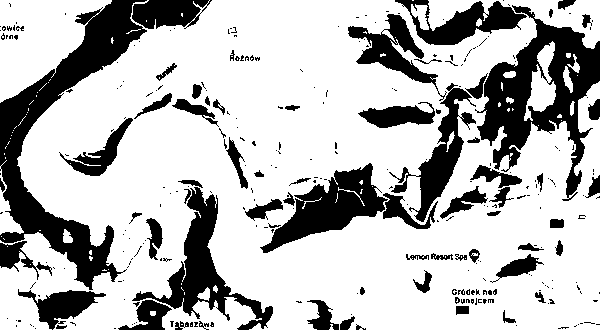 Rożnów
Dunajec
Lemon Resort Spa
Gródek nad
Dunajcem
Tabaszowa